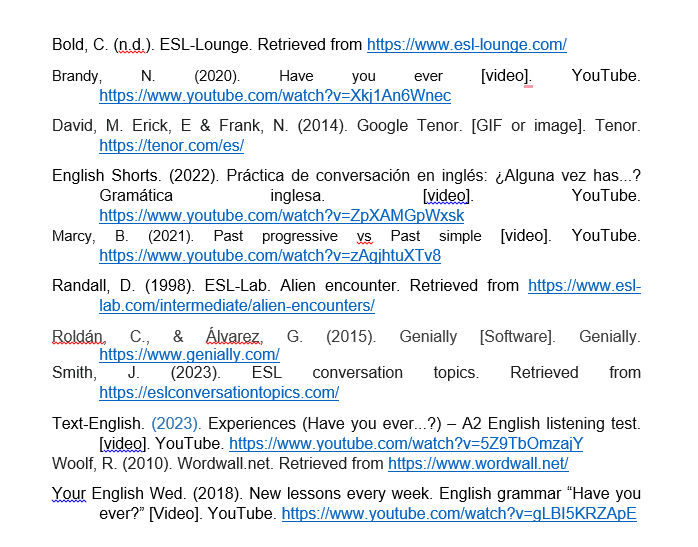 Bold, C. (n.d.). ESL-Lounge. Retrieved from https://www.esl-lounge.com/
Brandy, N. (2020). Have you ever [video]. YouTube.
https://www.youtube.com/watch?v=Xkj1An6Wnec
David, M. Erick, E & Frank, N. (2014). Google Tenor. [GIF or image]. Tenor.
https://tenor.com/es/
English Shorts. (2022). Práctica de conversación en inglés: ¿Alguna vez has...?
Gramática inglesa. [video]. YouTube.
https://www.youtube.com/watch?v=ZpXAMGpWxsk
Marcy, B. (2021). Past progressive vs Past simple [video]. YouTube.
https://www.youtube.com/watch?v=zAgjhtuXTv8
Randall, D. (1998). ESL-Lab. Alien encounter. Retrieved from https://www.esl-
lab.com/intermediate/alien-encounters/
Roldán, C., & Álvarez, G. (2015). Genially [Software]. Genially.
https://www.genially.com/
Smith, J. (2023). ESL conversation topics. Retrieved from
https://eslconversationtopics.com/
Text-English. (2023). Experiences (Have you ever...?) – A2 English listening test.
[video]. YouTube. https://www.youtube.com/watch?v=5Z9TbOmzajY
Woolf, R. (2010). Wordwall.net. Retrieved from https://www.wordwall.net/
Your English Wed. (2018). New lessons every week. English grammar “Have you
ever?” [Video]. YouTube. https://www.youtube.com/watch?v=gLBI5KRZApE